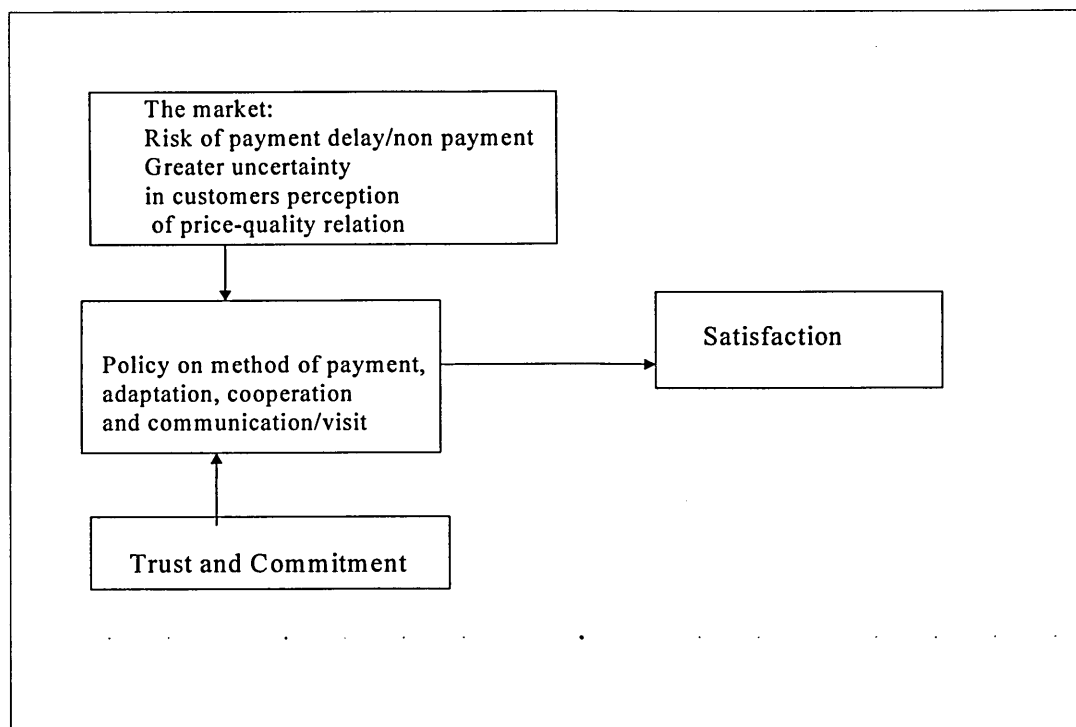 The market:
Risk of payment delay/non payment
Greater uncertainty
in customers perception
of price-quality relation
Policy on method of payment,
adaptation, cooperation
and communication/visit
Satisfaction
Trust and Commitment